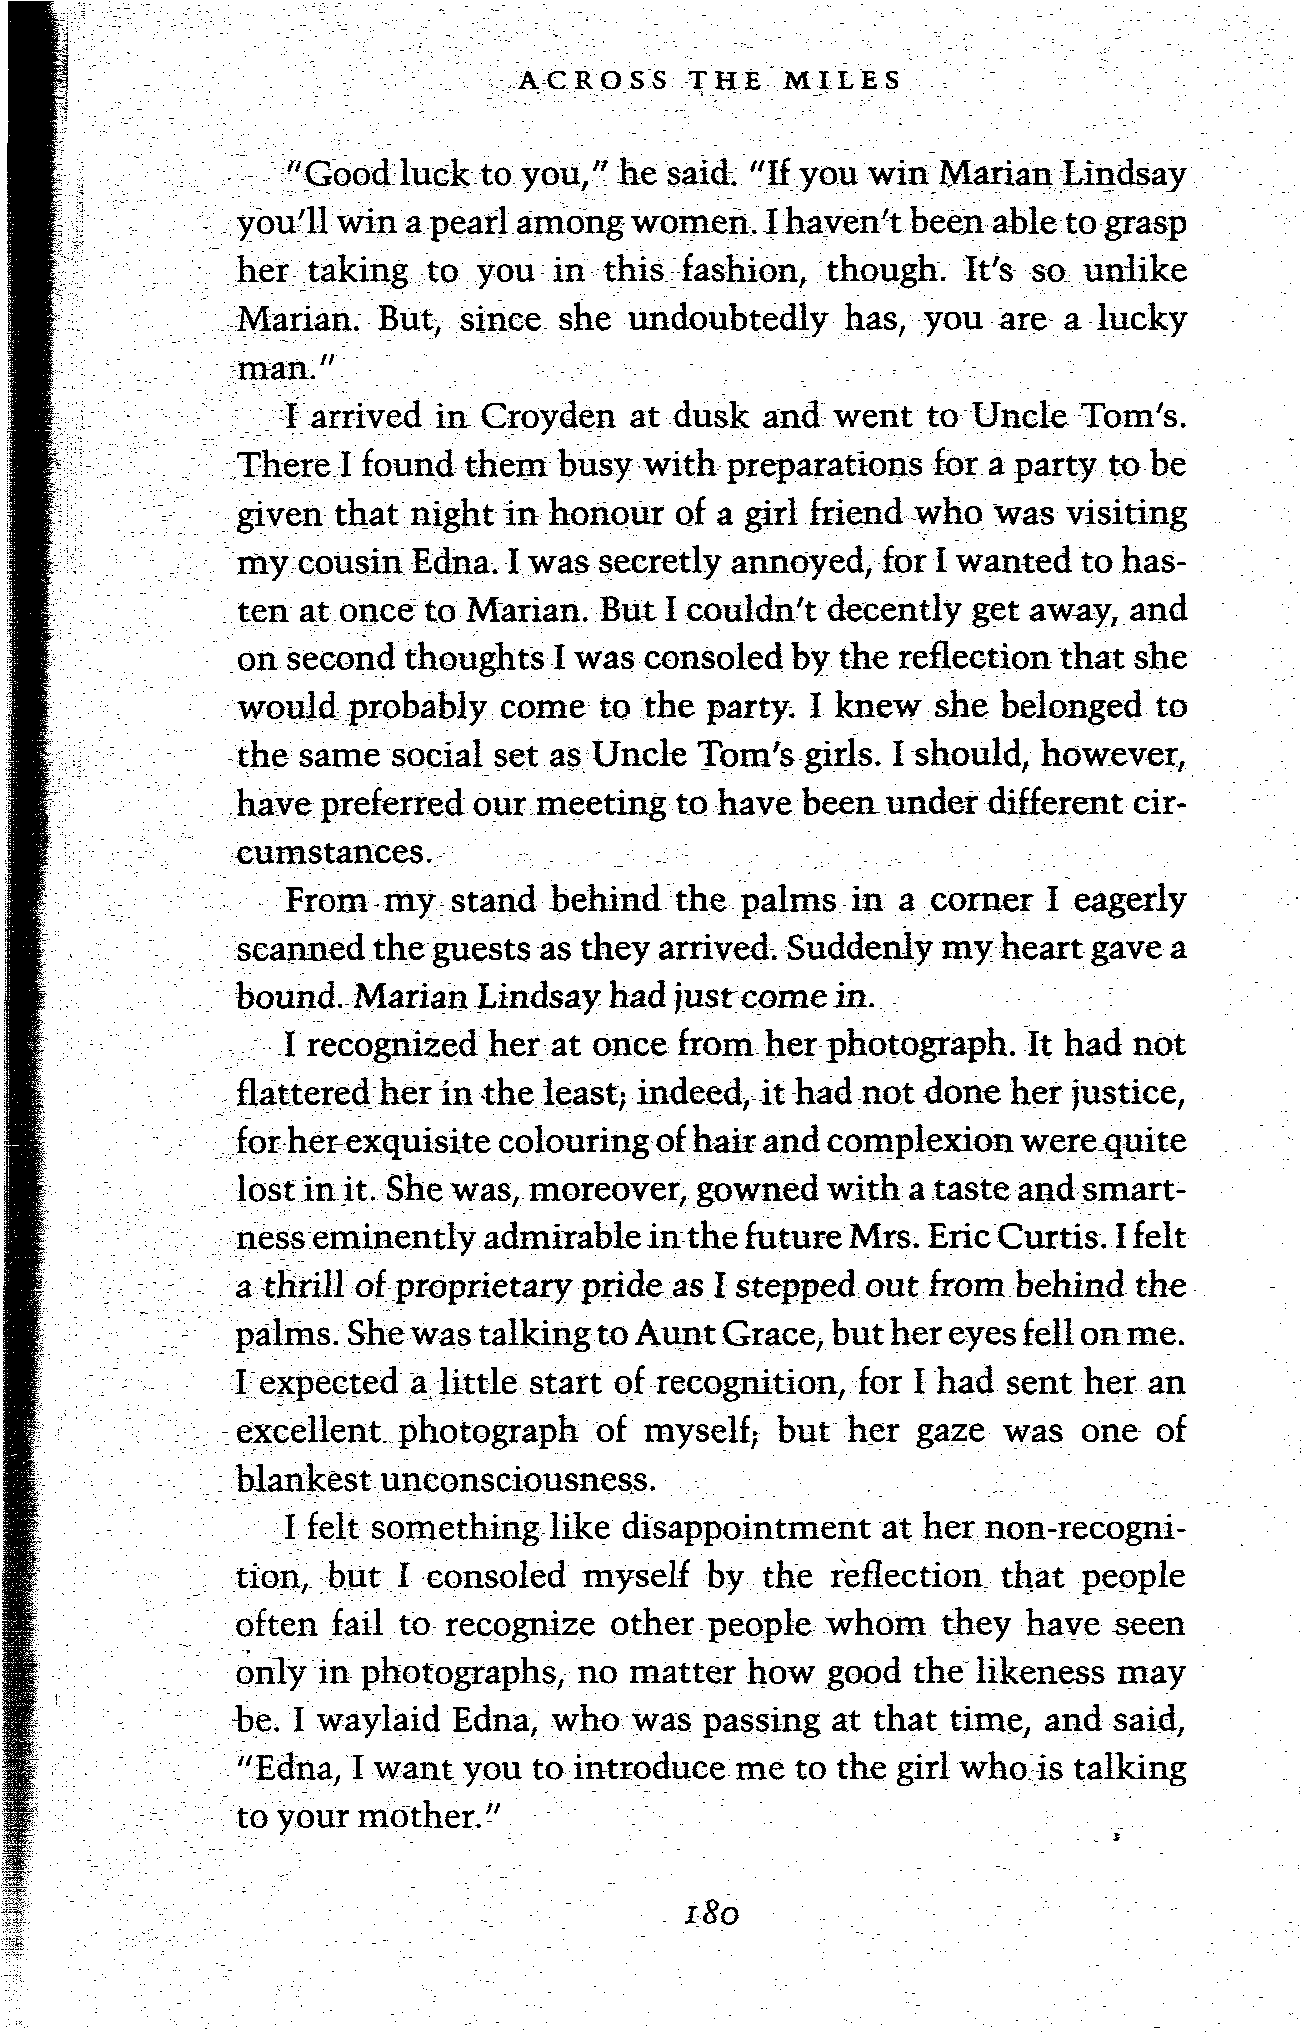 ACROSS THE MILES
"Good luck to you," he said. "If you win Marian Lindsay
you'll win a pearl among women. I haven't been able to grasp
her taking to you in this fashion, though. It's so unlike
Marian. But, since she undoubtedly has, you are a lucky
man."
I arrived in Croyden at dusk and went to Uncle Tom's.
There I found them busy with preparations for a party to be
given that night in honour of a girl friend who was visiting
my cousin Edna. I was secretly annoyed, for I wanted to has-
ten at once to Marian. But I couldn't decently get away, and
on second thoughts I was consoled by the reflection that she
would probably come to the party. I knew she belonged to
the same social set as Uncle Tom's girls. I should, however,
have preferred our meeting to have been under different cir-
cumstances.
From my stand behind the palms in a corner I eagerly
scanned the guests as they arrived. Suddenly my heart gave a
bound. Marian Lindsay had just come in.
I recognized her at once from her photograph. It had not
flattered her in the least; indeed, it had not done her justice,
for her exquisite colouring of hair and complexion were quite
lost in it. She was, moreover, gowned with a taste and smart-
ness eminently admirable in the future Mrs. Eric Curtis. I felt
a thrill of proprietary pride as I stepped out from behind the
palms. She was talking to Aunt Grace, but her eyes fell on me.
I expected a little start of recognition, for I had sent her an
excellent photograph of myself; but her gaze was one of
blankest unconsciousness.
I felt something like disappointment at her non-recogni-
tion, but I consoled myself by the reflection that people
often fail to recognize other people whom they have seen
only in photographs, no matter how good the likeness may
be. I waylaid Edna, who was passing at that time, and said,
"Edna, I want you to introduce me to the girl who is talking
to your mother."
180